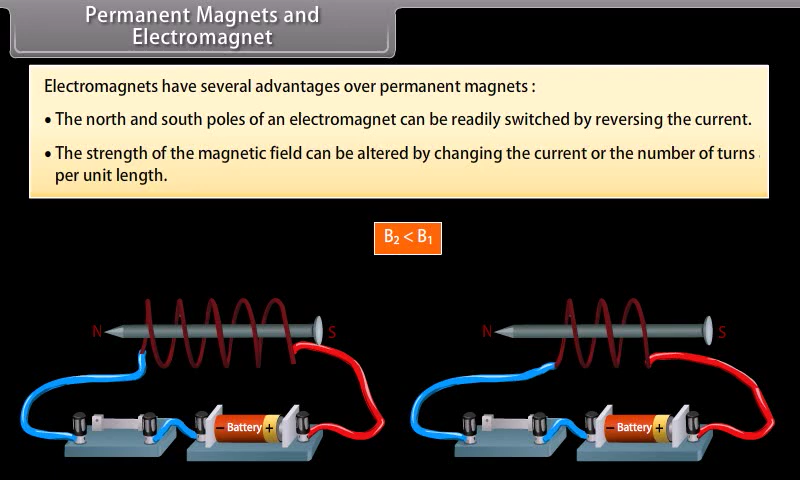 Permanent Magnets and
Electromagnet
Electromagnets have several advantages over permanent magnets :
• The north and south poles of an electromagnet can be readily switched by reversing the current.
• The strength of the magnetic field can be altered by changing the current or the number of turns
per unit length.
B₂ < B₁
N S N S
− Battery + − Battery +